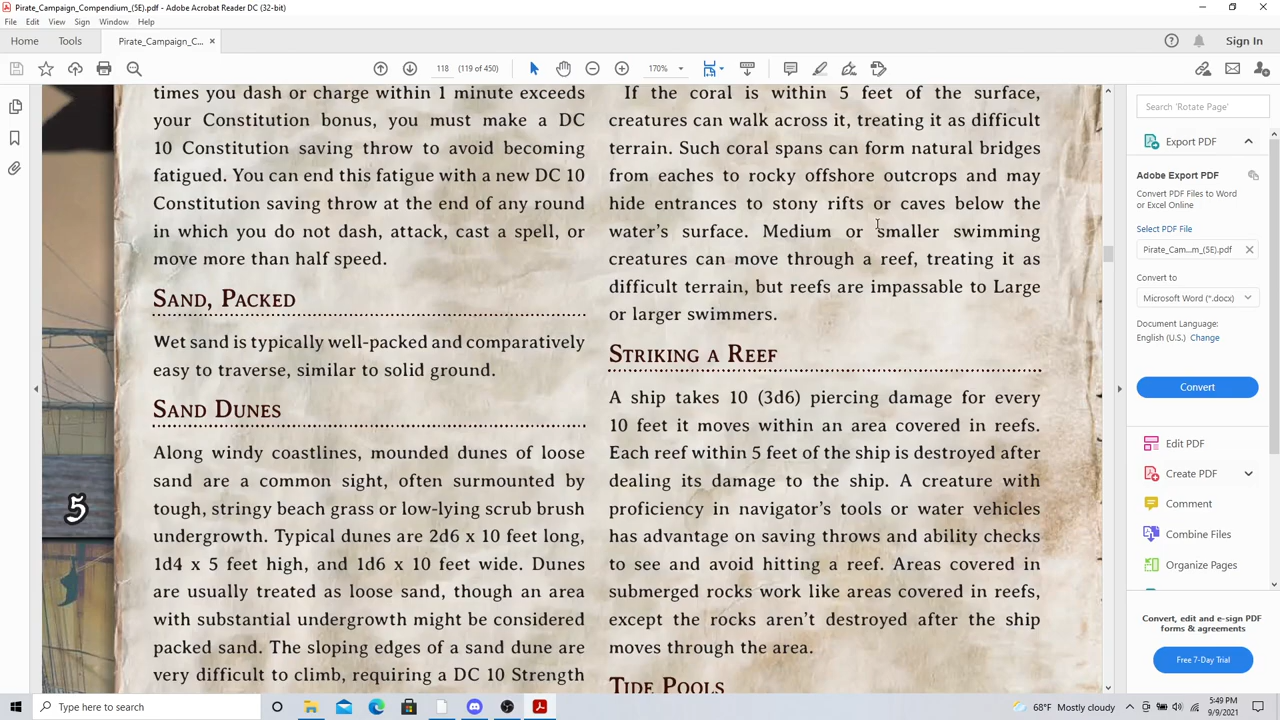 Pirate_Campaign_Compendium_(5E).pdf - Adobe Acrobat Reader DC (32-bit)
File Edit View Sign Window Help
Home Tools Pirate_Campaign_C... × Sign In
118 (119 of 450) 170%
times you dash or charge within 1 minute exceeds
your Constitution bonus, you must make a DC
10 Constitution saving throw to avoid becoming
fatigued. You can end this fatigue with a new DC 10
Constitution saving throw at the end of any round
in which you do not dash, attack, cast a spell, or
move more than half speed.
Sand, Packed
Wet sand is typically well-packed and comparatively
easy to traverse, similar to solid ground.
Sand Dunes
Along windy coastlines, mounded dunes of loose
sand are a common sight, often surmounted by
tough, stringy beach grass or low-lying scrub brush
undergrowth. Typical dunes are 2d6 x 10 feet long,
1d4 x 5 feet high, and 1d6 x 10 feet wide. Dunes
are usually treated as loose sand, though an area
with substantial undergrowth might be considered
packed sand. The sloping edges of a sand dune are
very difficult to climb, requiring a DC 10 Strength
5
If the coral is within 5 feet of the surface,
creatures can walk across it, treating it as difficult
terrain. Such coral spans can form natural bridges
from eaches to rocky offshore outcrops and may
hide entrances to stony rifts or caves below the
water's surface. Medium or smaller swimming
creatures can move through a reef, treating it as
difficult terrain, but reefs are impassable to Large
or larger swimmers.
Striking a Reef
A ship takes 10 (3d6) piercing damage for every
10 feet it moves within an area covered in reefs.
Each reef within 5 feet of the ship is destroyed after
dealing its damage to the ship. A creature with
proficiency in navigator's tools or water vehicles
has advantage on saving throws and ability checks
to see and avoid hitting a reef. Areas covered in
submerged rocks work like areas covered in reefs,
except the rocks aren't destroyed after the ship
moves through the area.
Tide Pools
Search 'Rotate Page'
Export PDF
Adobe Export PDF
Convert PDF Files to Word
or Excel Online
Select PDF File
Pirate_Cam...m_(5E).pdf
Convert to
Microsoft Word (*.docx)
Document Language:
English (U.S.) Change
Convert
Edit PDF
Create PDF
Comment
Combine Files
Organize Pages
Convert, edit and e-sign PDF
forms & agreements
Free 7-Day Trial
Type here to search
68°F Mostly cloudy
5:49 PM
9/9/2021